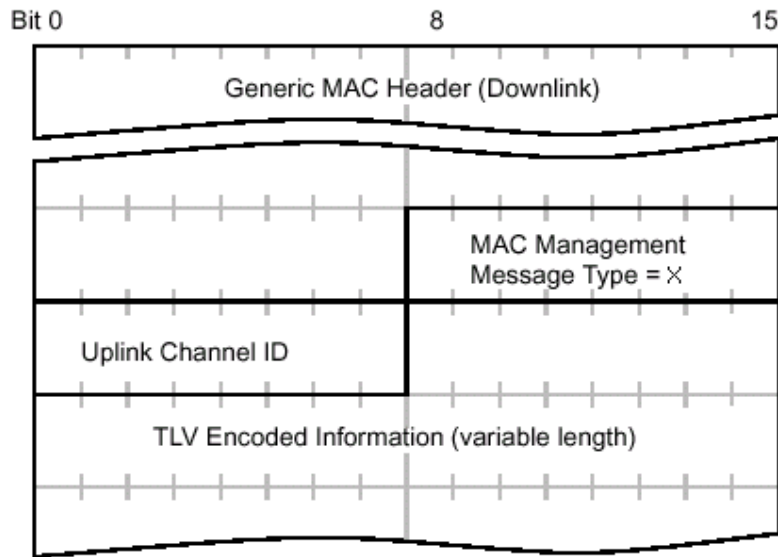 Bit 0 8 15
Generic MAC Header (Downlink)
MAC Management
Message Type = X
Uplink Channel ID
TLV Encoded Information (variable length)